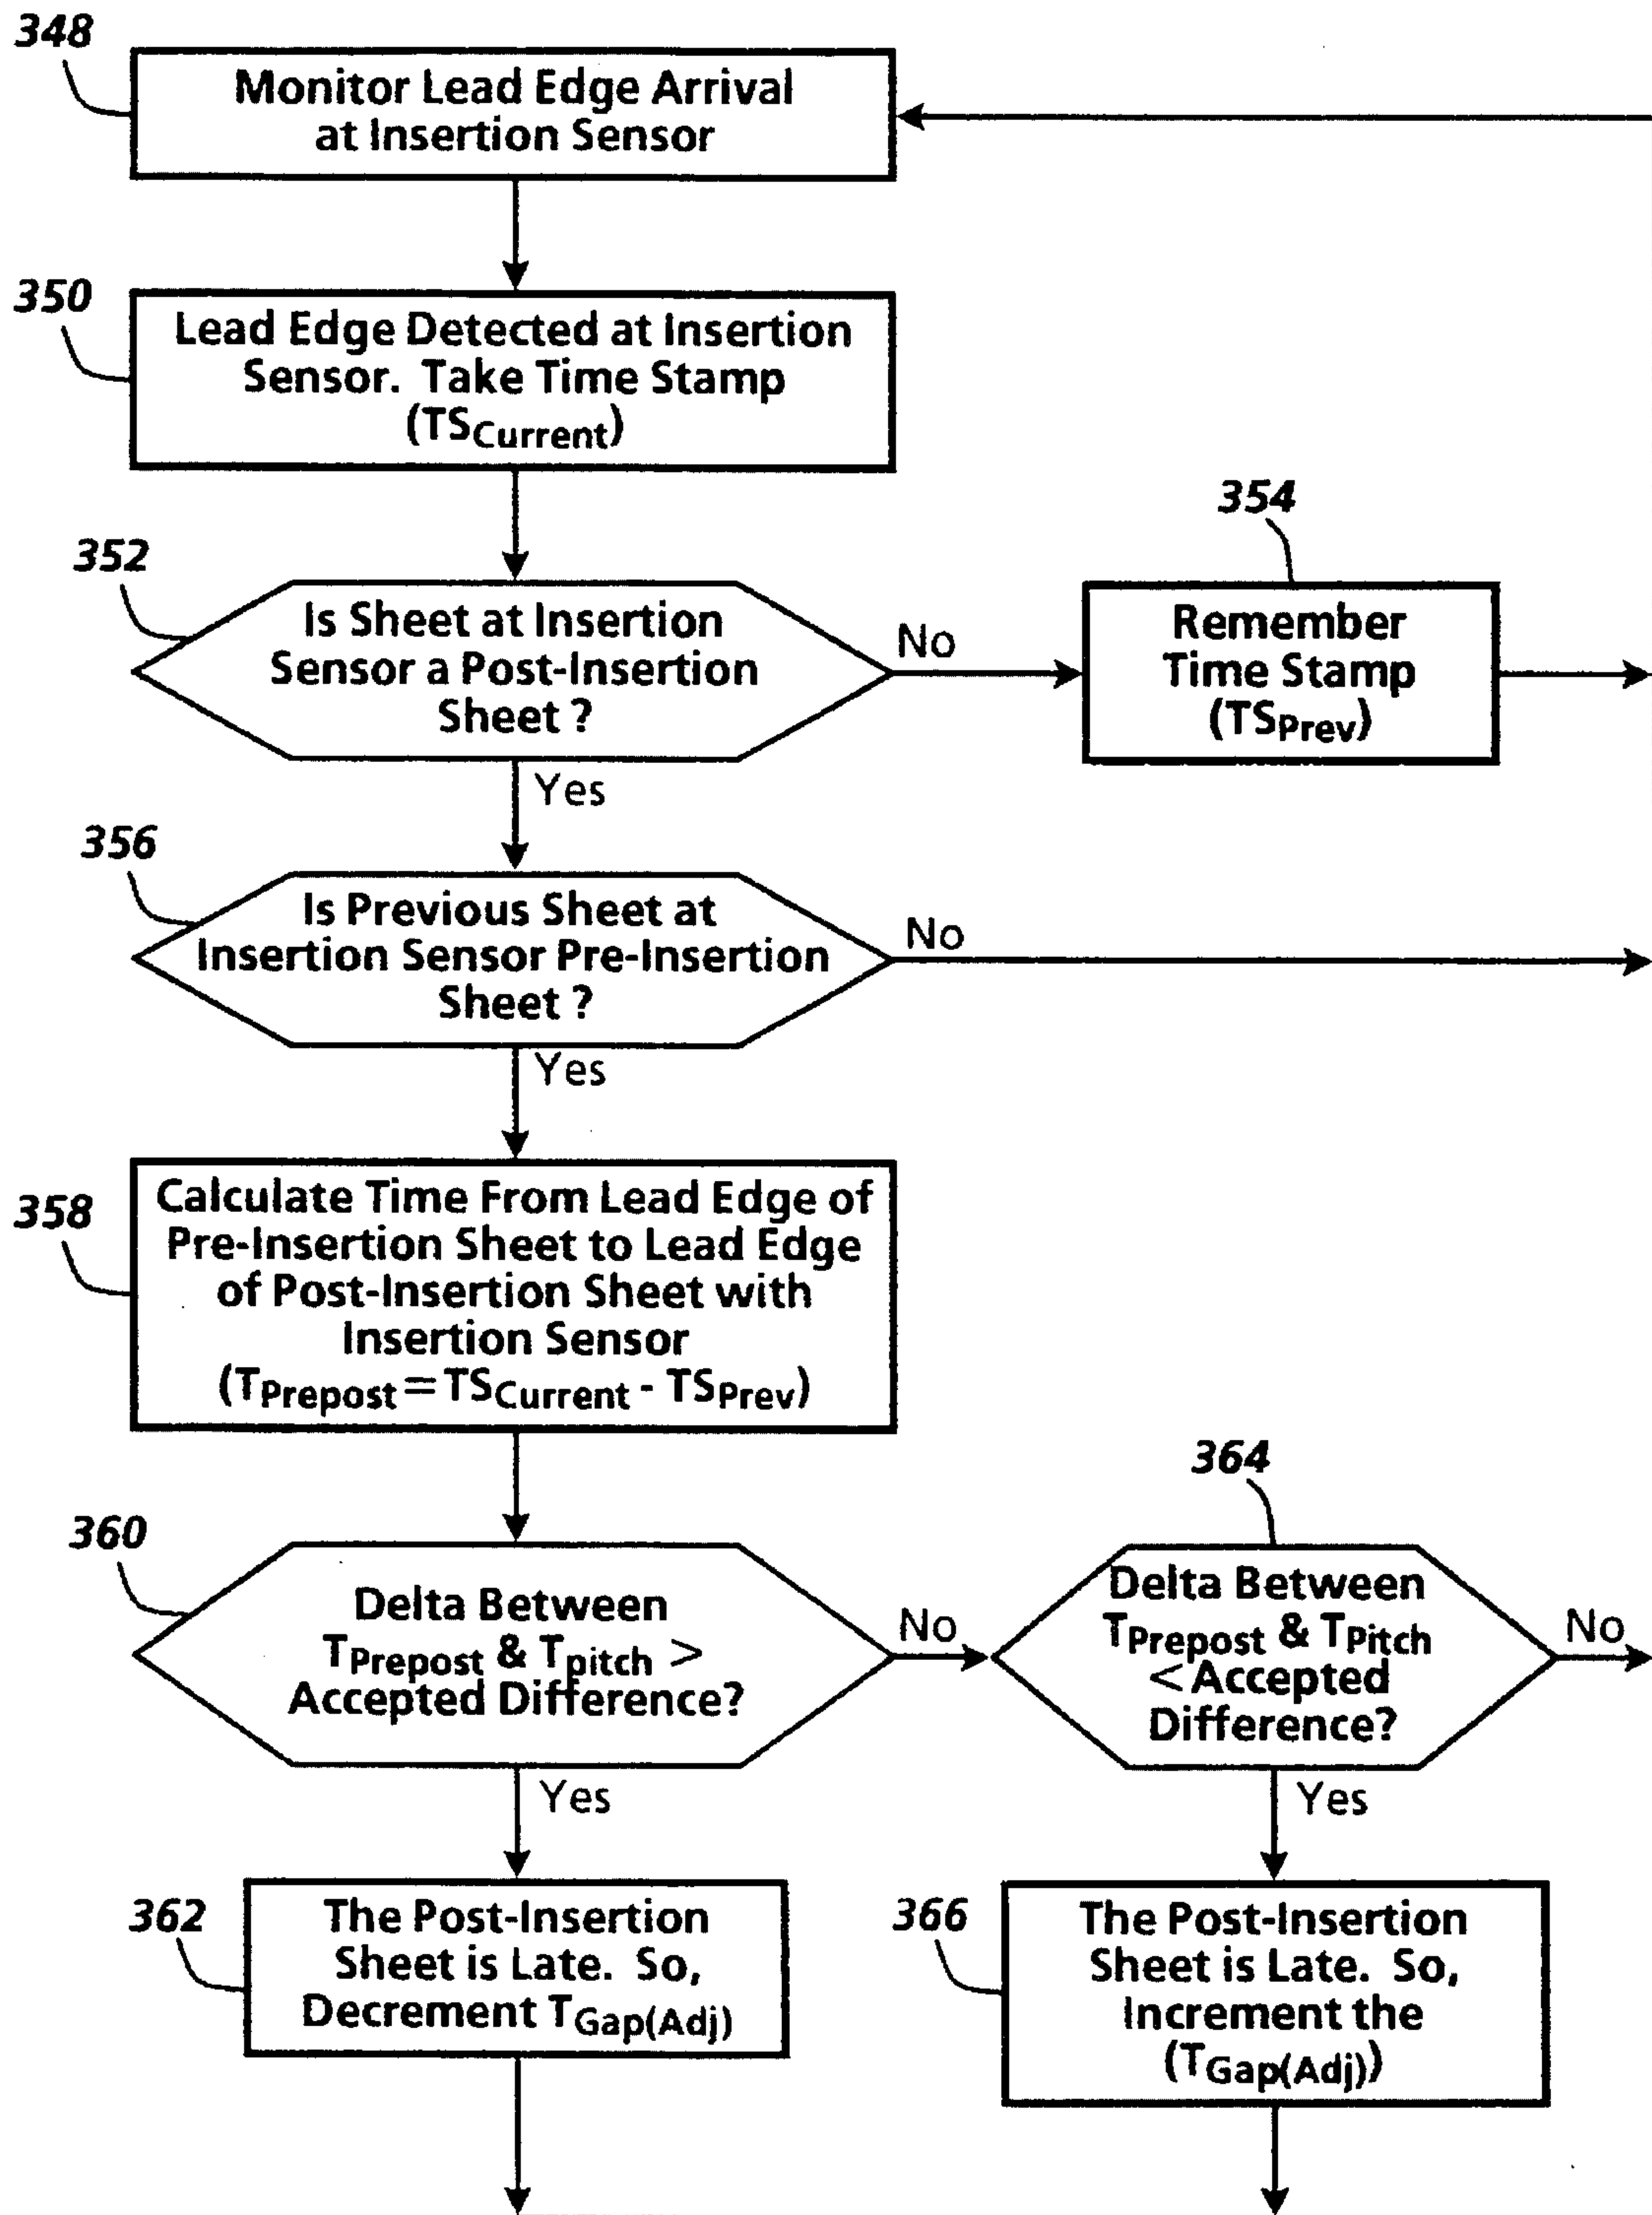 348
Monitor Lead Edge Arrival
at Insertion Sensor
350
Lead Edge Detected at Insertion
Sensor. Take Time Stamp
(TSCurrent)
354
352
Is Sheet at Insertion
Sensor a Post-Insertion
Sheet ?
No
Remember
Time Stamp
(TSPrev)
Yes
356
Is Previous Sheet at
Insertion Sensor Pre-Insertion
Sheet ?
No
Yes
358
Calculate Time From Lead Edge of
Pre-Insertion Sheet to Lead Edge
of Post-Insertion Sheet with
Insertion Sensor
(TPrepost = TSCurrent - TSPrev)
364
360
Delta Between
TPrepost & Tpitch >
Accepted Difference?
No
Delta Between
TPrepost & TPitch
< Accepted
Difference?
No
Yes
Yes
362
The Post-Insertion
Sheet is Late. So,
Decrement TGap(Adj)
366
The Post-Insertion
Sheet is Late. So,
Increment the
(TGap(Adj))